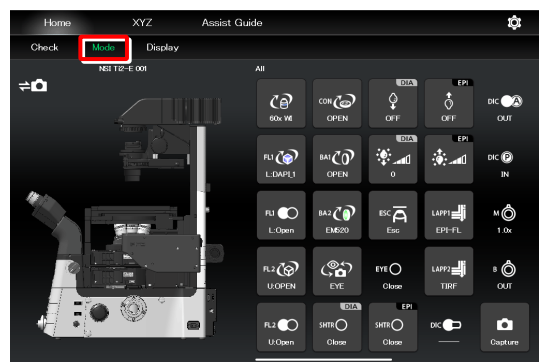 Home XYZ Assist Guide
Check Mode Display
NSI Ti2-E 001
All
DIA EPI
CON DIC A
60x WI OPEN OFF OFF OUT
DIA EPI
FL1 BA1 DIC P
L:DAPI_1 OPEN 0 IN
FL1 BA2 ESC LAPP1 M
L:Open EM520 Esc EPI-FL 1.0x
FL2 EYE LAPP2 B
U:OPEN EYE Close TIRF OUT
DIA EPI
FL2 SHTR SHTR DIC
U:Open Close Close Capture